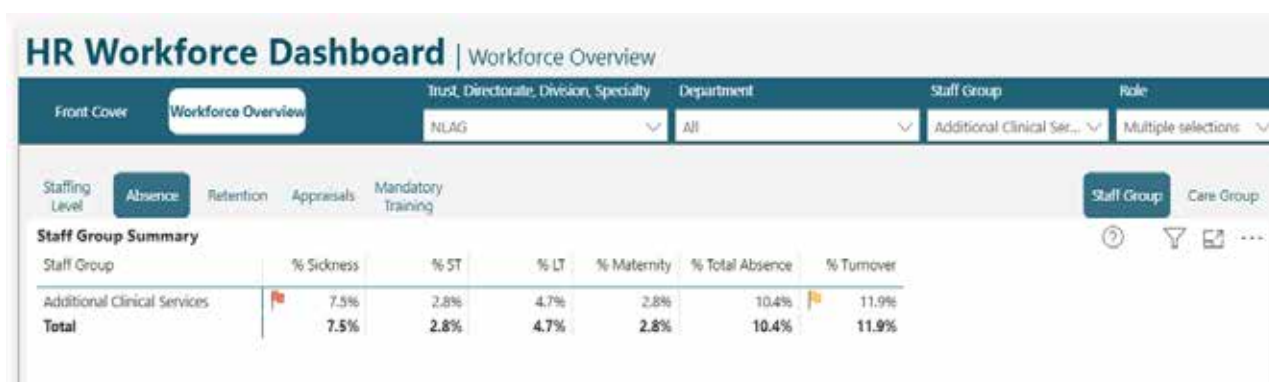 HR Workforce Dashboard | Workforce Overview
Trust, Directorate, Division, Specialty Department Staff Group Role
Front Cover Workforce Overview
NLAG All Additional Clinical Ser... Multiple selections
Staffing Level Absence Retention Appraisals Mandatory Training Staff Group Care Group
Staff Group Summary
Staff Group % Sickness % ST % LT % Maternity % Total Absence % Turnover
Additional Clinical Services 7.5% 2.8% 4.7% 2.8% 10.4% 11.9%
Total 7.5% 2.8% 4.7% 2.8% 10.4% 11.9%